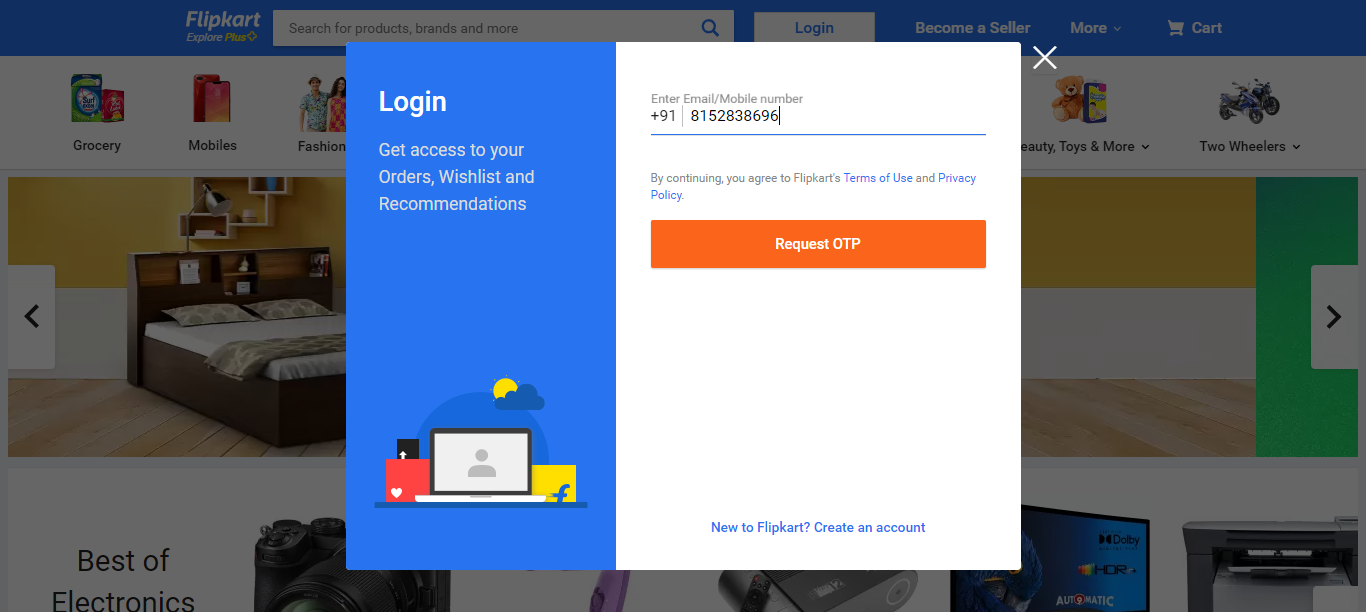 Flipkart
Explore Plus
Search for products, brands and more
Login
Become a Seller
More
Cart
Grocery
Mobiles
Fashion
eauty, Toys & More
Two Wheelers
Login
Get access to your
Orders, Wishlist and
Recommendations
Enter Email/Mobile number
+91 8152838696
By continuing, you agree to Flipkart's Terms of Use and Privacy
Policy.
Request OTP
New to Flipkart? Create an account
Best of
Electronics
Surf
Dolby
HDR
AUTOMATIC